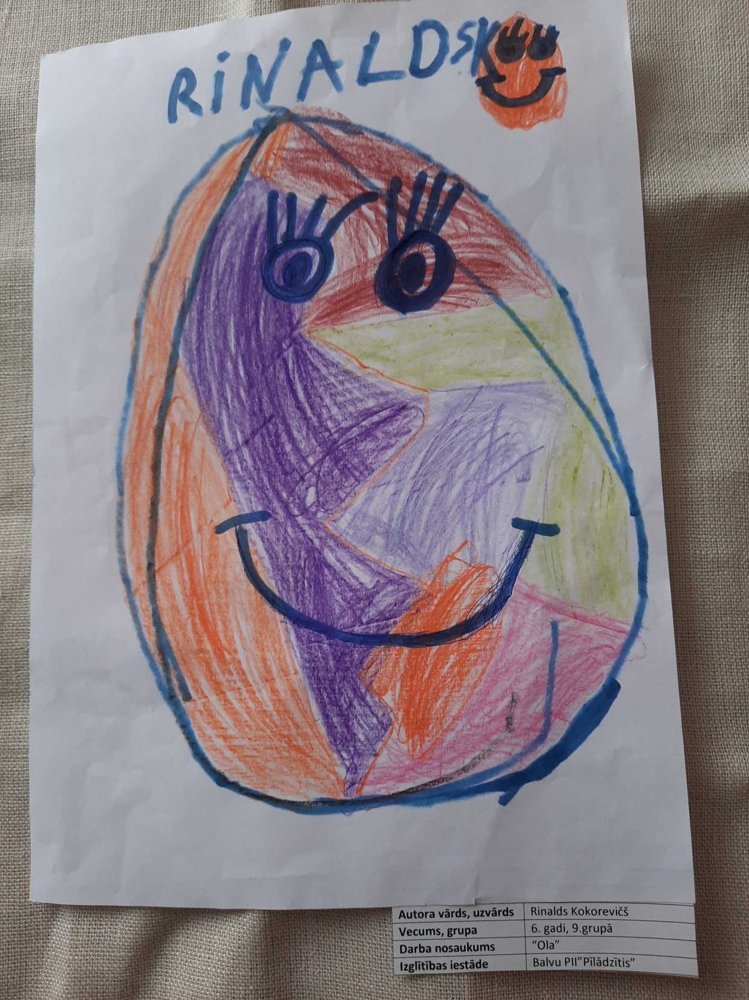 RiNALDS K
Autora vārds, uzvārds Rinalds Kokorevičš
Vecums, grupa 6. gadi, 9.grupā
Darba nosaukums “Ola”
Izglītības iestāde Balvu PII”Pīlādzītis”